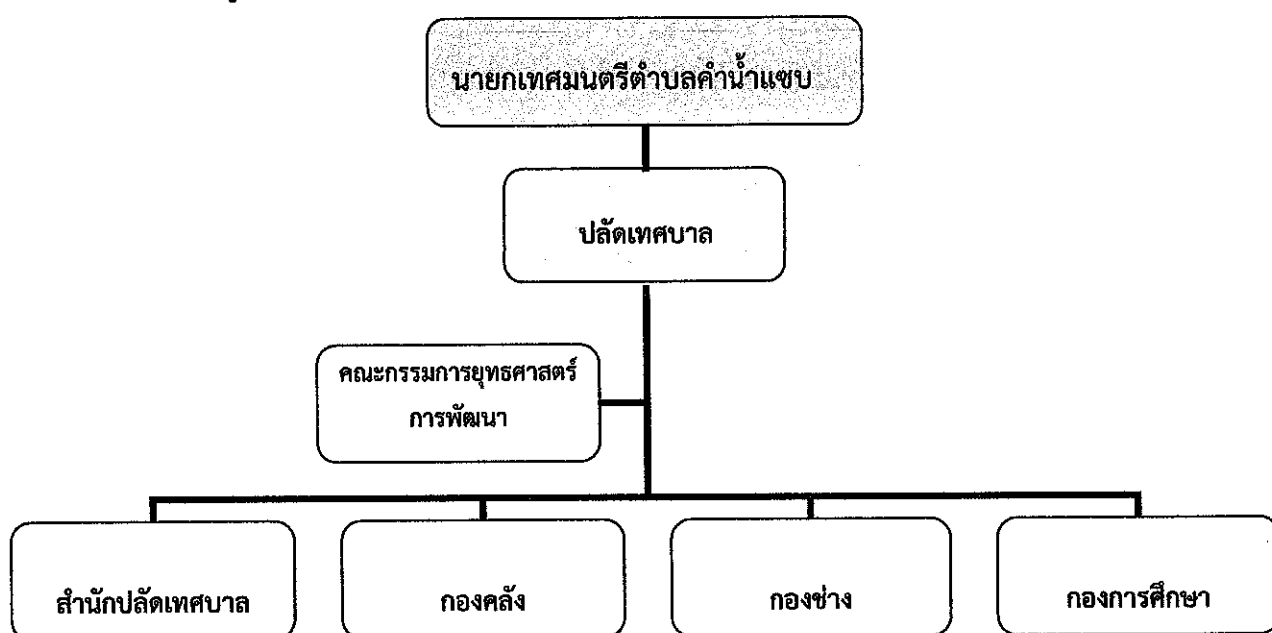 นายกเทศมนตรีตำบลคำน้ำแซบ
ปลัดเทศบาล
คณะกรรมการยุทธศาสตร์
การพัฒนา
สำนักปลัดเทศบาล
กองคลัง
กองช่าง
กองการศึกษา